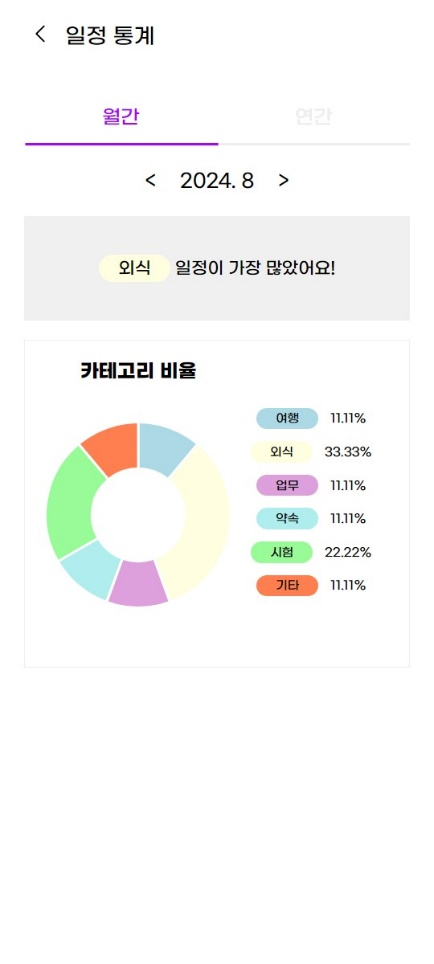 일정 통계
월간 연간
< 2024. 8 >
외식 일정이 가장 많았어요!
카테고리 비율
여행 11.11%
외식 33.33%
업무 11.11%
약속 11.11%
시험 22.22%
기타 11.11%